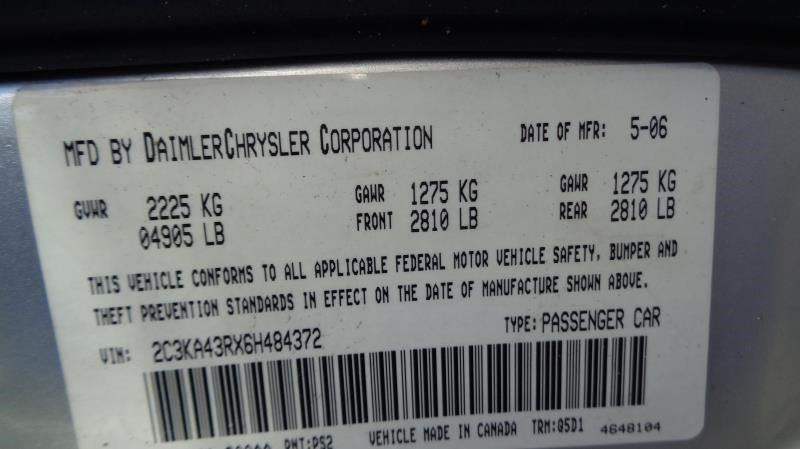 MFD BY DAIMLERCHRYSLER CORPORATION DATE OF MFR: 5-06
GVWR 2225 KG GAWR 1275 KG GAWR 1275 KG
04905 LB FRONT 2810 LB REAR 2810 LB
THIS VEHICLE CONFORMS TO ALL APPLICABLE FEDERAL MOTOR VEHICLE SAFETY, BUMPER AND
THEFT PREVENTION STANDARDS IN EFFECT ON THE DATE OF MANUFACTURE SHOWN ABOVE.
VIN: 2C3KA43RX6H484372 TYPE: PASSENGER CAR
PNT: PS2 VEHICLE MADE IN CANADA TRM: Q5D1 4648104